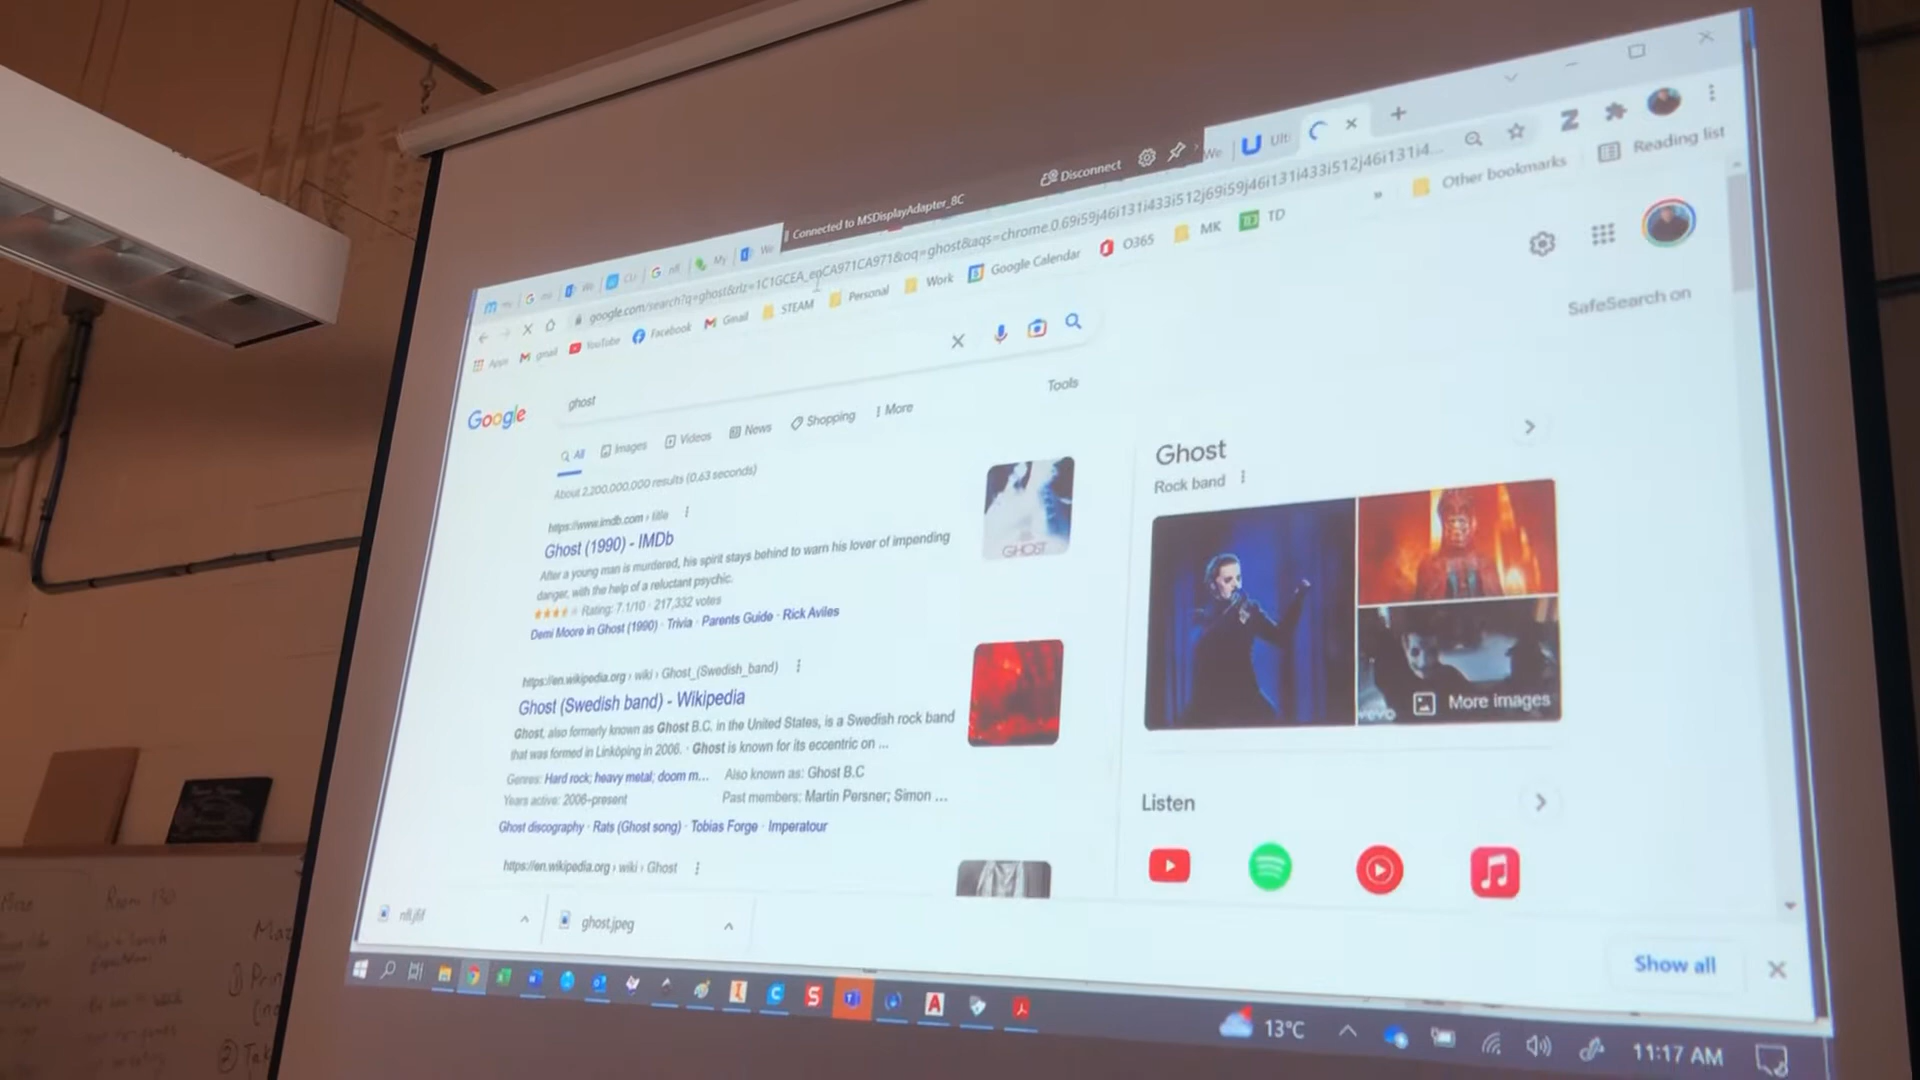 Connected to MSDisplayAdapter_8C
Disconnect
We
Ult
google.com/search?q=ghost&rlz=1C1GCEA_enCA971CA971&oq=ghost&aqs=chrome.0.69i59j46i131i433i512j69i59j46i131i433i512j46i131i4...
Apps
gmail
YouTube
Facebook
Gmail
STEAM
Personal
Work
Google Calendar
O365
MK
TD
»
Other bookmarks
Reading list
SafeSearch on
Google
ghost
All
Images
Videos
News
Shopping
More
Tools
About 2,200,000,000 results (0.63 seconds)
https://www.imdb.com › title
Ghost (1990) - IMDb
After a young man is murdered, his spirit stays behind to warn his lover of impending
danger, with the help of a reluctant psychic.
Rating: 7.1/10 · 217,332 votes
Demi Moore in Ghost (1990) · Trivia · Parents Guide · Rick Aviles
GHOST
https://en.wikipedia.org › wiki › Ghost_(Swedish_band)
Ghost (Swedish band) - Wikipedia
Ghost, also formerly known as Ghost B.C. in the United States, is a Swedish rock band
that was formed in Linköping in 2006. · Ghost is known for its eccentric on ...
Genres: Hard rock; heavy metal; doom m...
Also known as: Ghost B.C
Years active: 2006–present
Past members: Martin Persner; Simon ...
Ghost discography · Rats (Ghost song) · Tobias Forge · Imperatour
https://en.wikipedia.org › wiki › Ghost
Ghost
Rock band
vevo
More images
Listen
nfl.jfif
ghost.jpeg
Show all
13°C
11:17 AM
Room 130